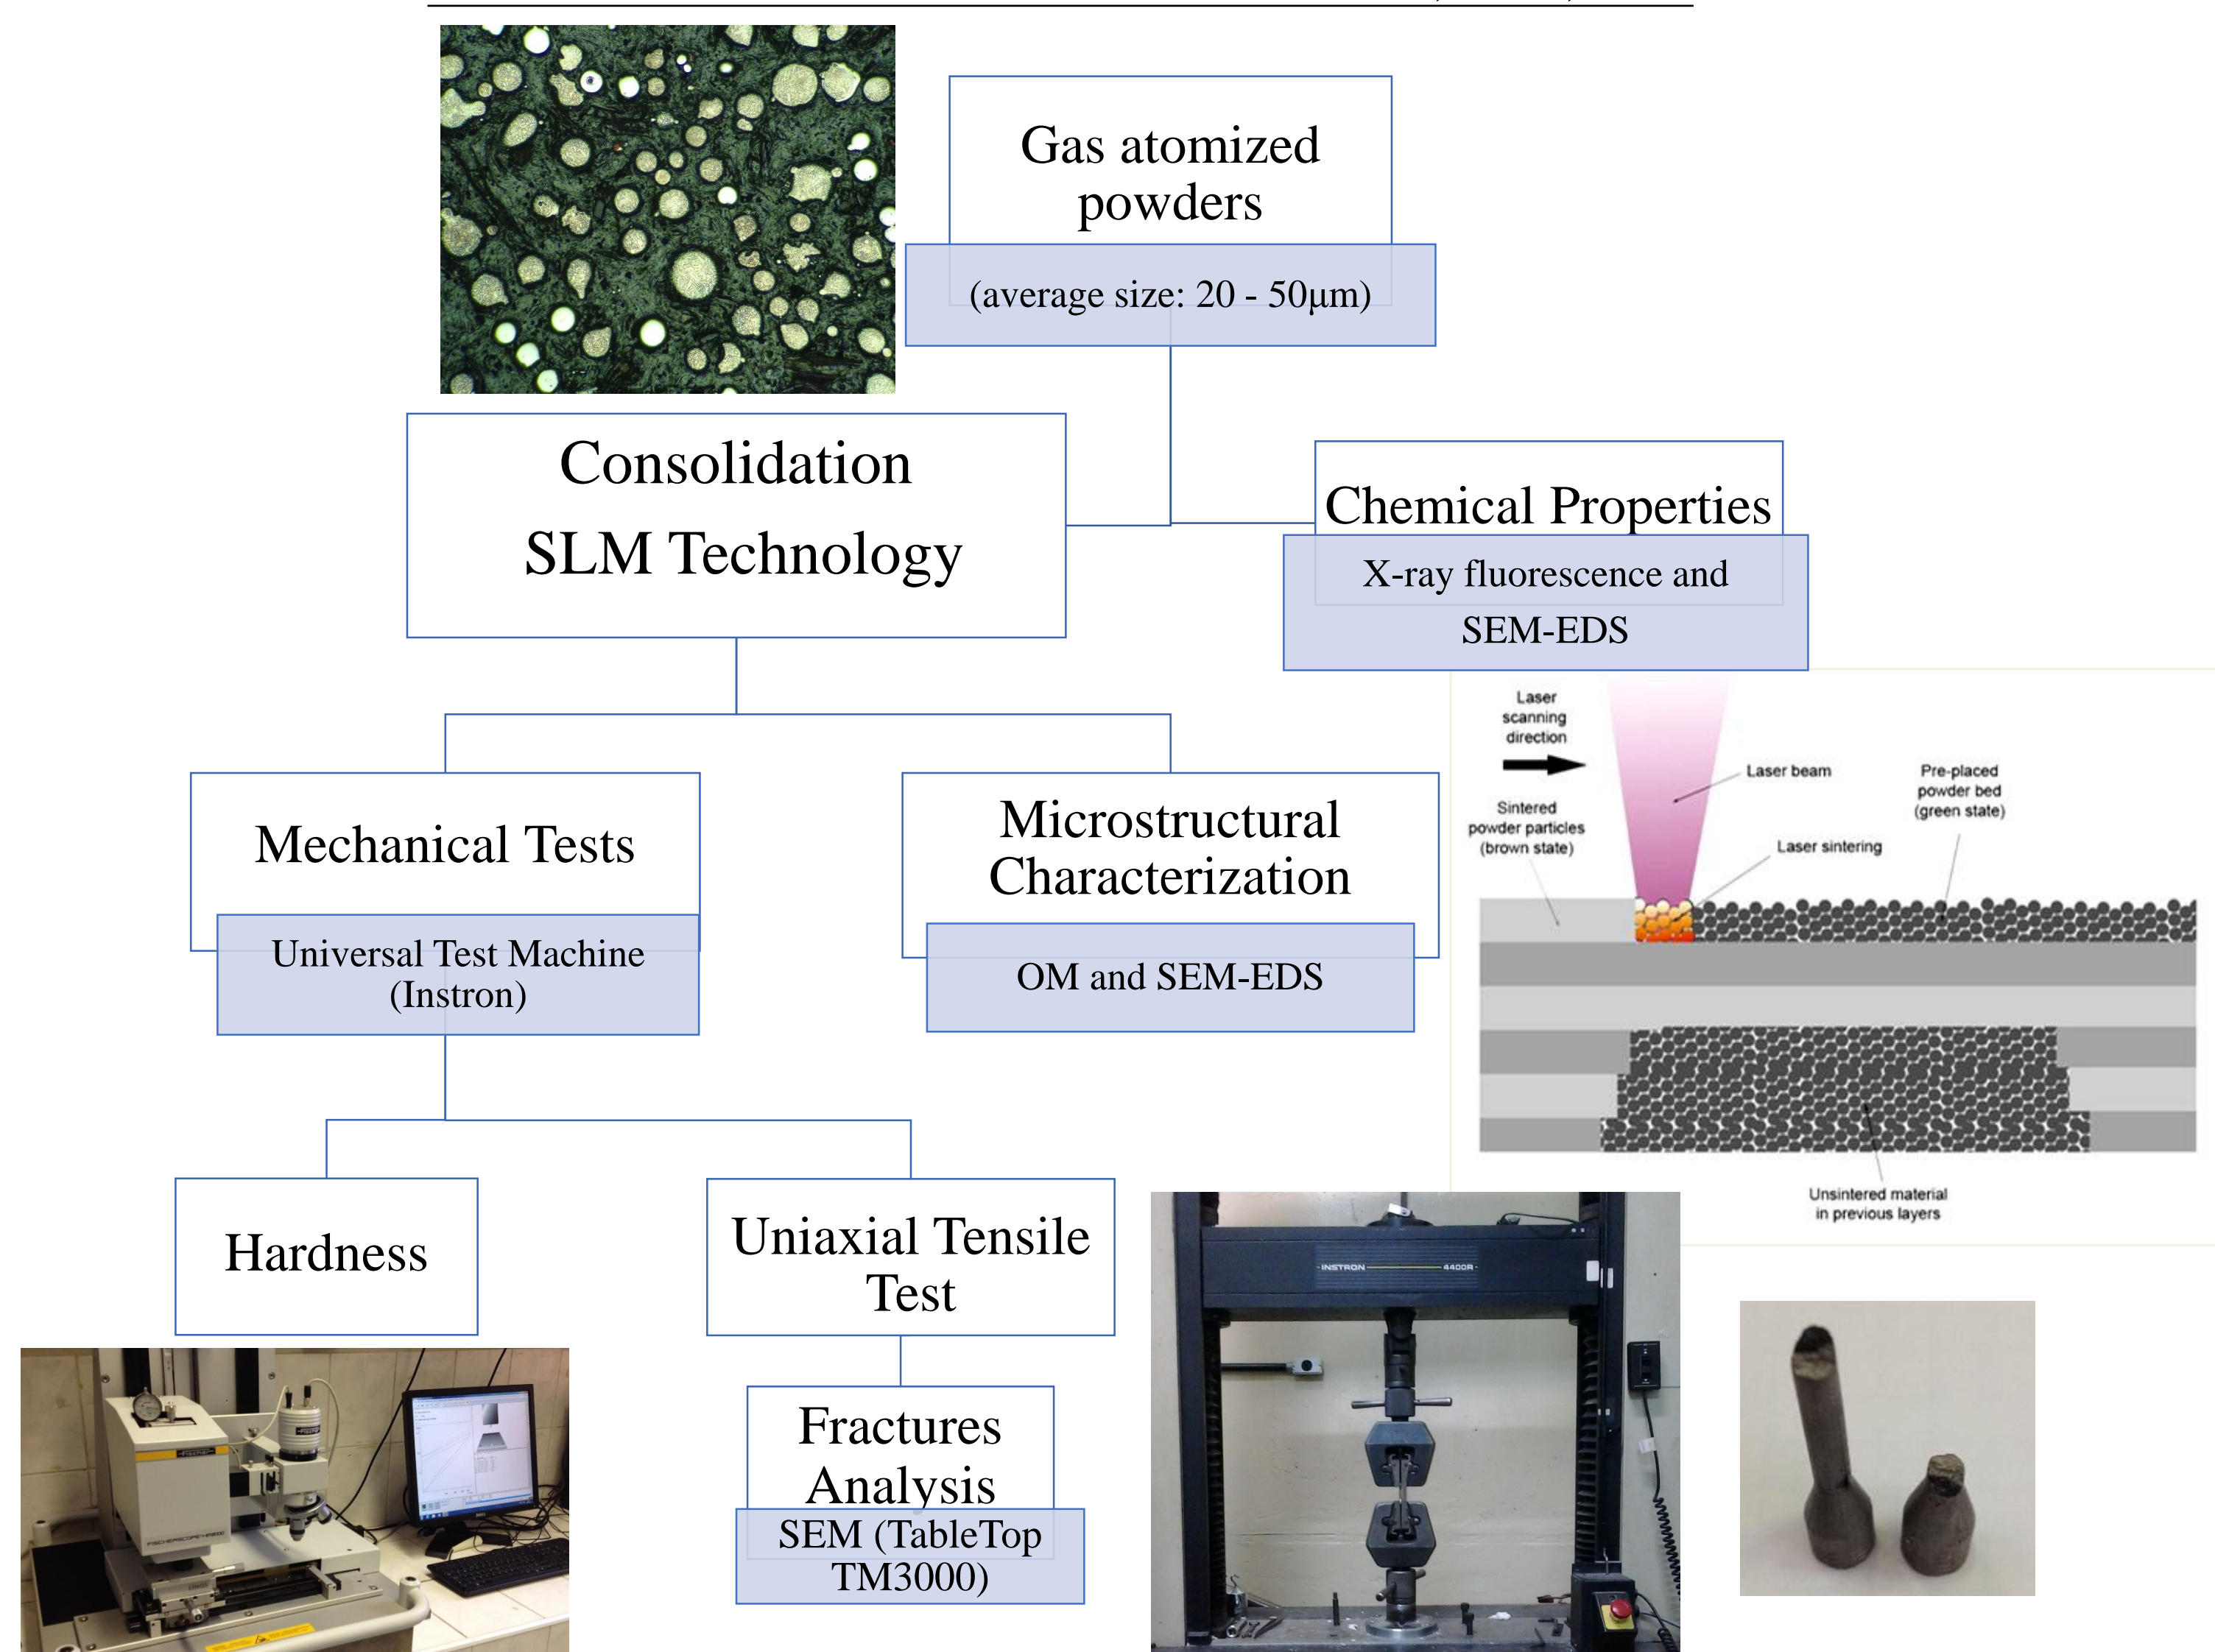 Gas atomized
powders
(average size: 20 - 50μm)
Consolidation
SLM Technology
Chemical Properties
X-ray fluorescence and
SEM-EDS
Laser
scanning
direction
Laser beam
Pre-placed
powder bed
(green state)
Sintered
powder particles
(brown state)
Laser sintering
Unsintered material
in previous layers
Mechanical Tests
Universal Test Machine
(Instron)
Microstructural
Characterization
OM and SEM-EDS
Hardness
Uniaxial Tensile
Test
Fractures
Analysis
SEM (TableTop
TM3000)
INSTRON
4400R
Fischer